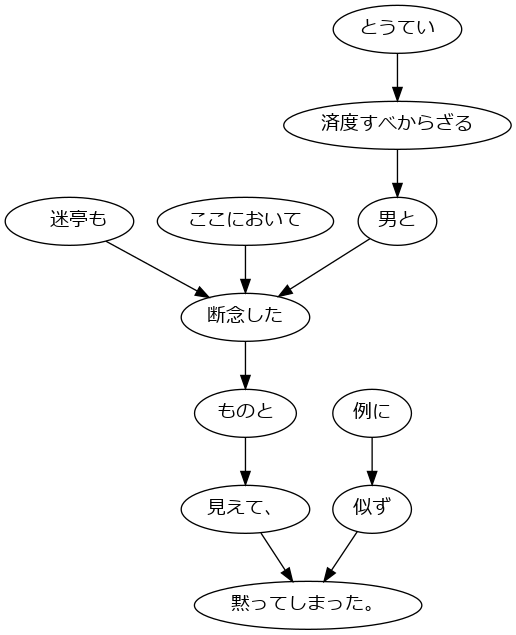 とうてい
済度すべからざる
迷亭も
ここにおいて
男と
断念した
ものと
例に
見えて、
似ず
黙ってしまった。